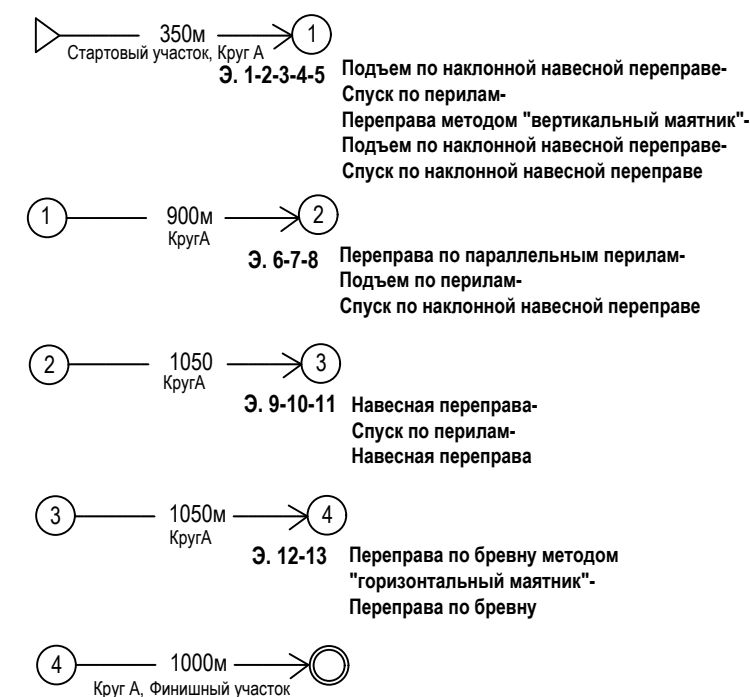 350м
1
Стартовый участок, Круг А
Э. 1-2-3-4-5
Подъем по наклонной навесной переправе-
Спуск по перилам-
Переправа методом "вертикальный маятник"-
Подъем по наклонной навесной переправе-
Спуск по наклонной навесной переправе
1
900м
2
КругА
Э. 6-7-8
Переправа по параллельным перилам-
Подъем по перилам-
Спуск по наклонной навесной переправе
2
1050
3
КругА
Э. 9-10-11
Навесная переправа-
Спуск по перилам-
Навесная переправа
3
1050м
4
КругА
Э. 12-13
Переправа по бревну методом
"горизонтальный маятник"-
Переправа по бревну
4
1000м
Круг А, Финишный участок